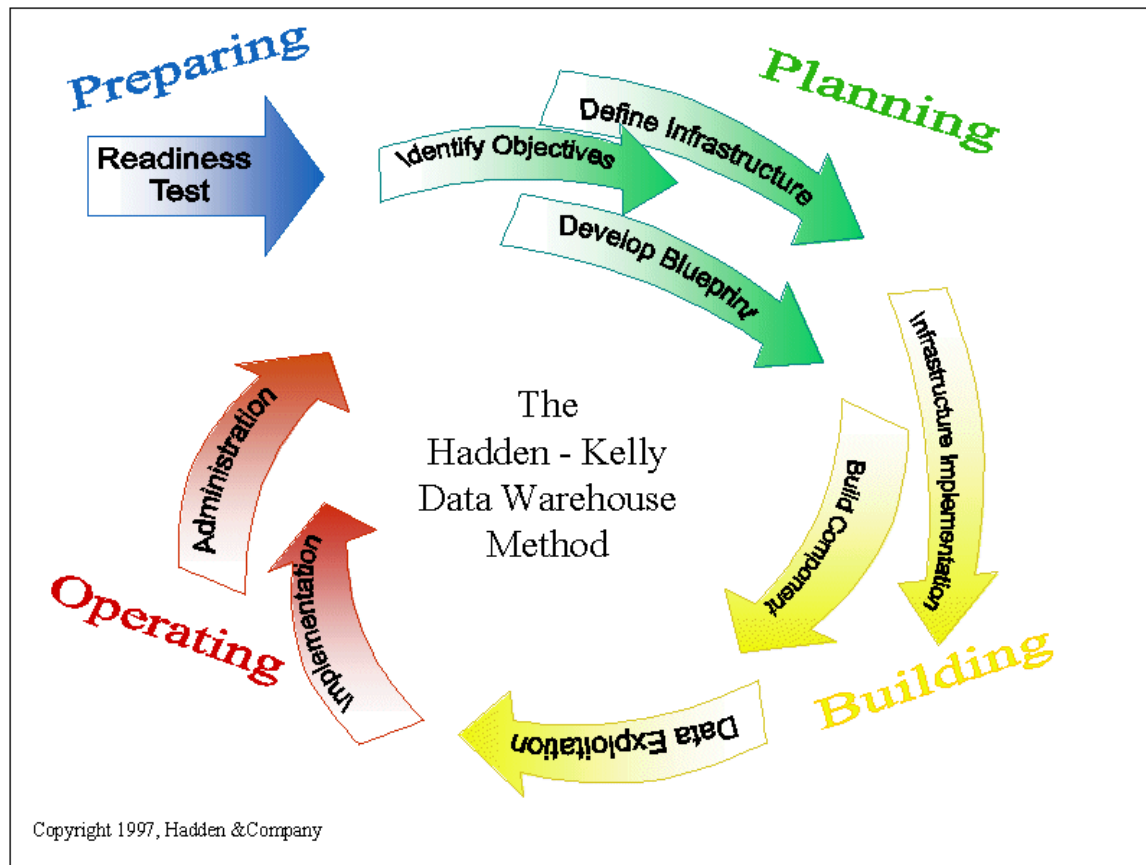 Preparing
Planning
Readiness
Test
Identify Objectives
Define Infrastructure
Develop Blueprint
Infrastructure Implementation
Build Component
Building
Data Exploitation
Implementation
Administration
Operating
The
Hadden - Kelly
Data Warehouse
Method
Copyright 1997, Hadden &Company